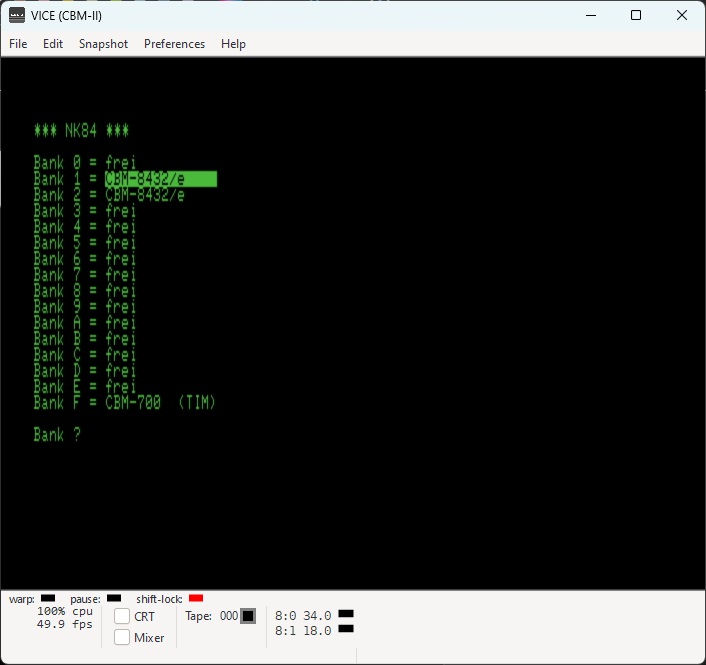 VICE (CBM-II)
File Edit Snapshot Preferences Help
*** NK84 ***
Bank 0 = frei
Bank 1 = CBM-8432/e
Bank 2 = CBM-8432/e
Bank 3 = frei
Bank 4 = frei
Bank 5 = frei
Bank 6 = frei
Bank 7 = frei
Bank 8 = frei
Bank 9 = frei
Bank A = frei
Bank B = frei
Bank C = frei
Bank D = frei
Bank E = frei
Bank F = CBM-700 (TIM)
Bank ?
warp: pause: shift-lock:
100% cpu
49.9 fps
CRT
Mixer
Tape: 000
8:0 34.0
8:1 18.0